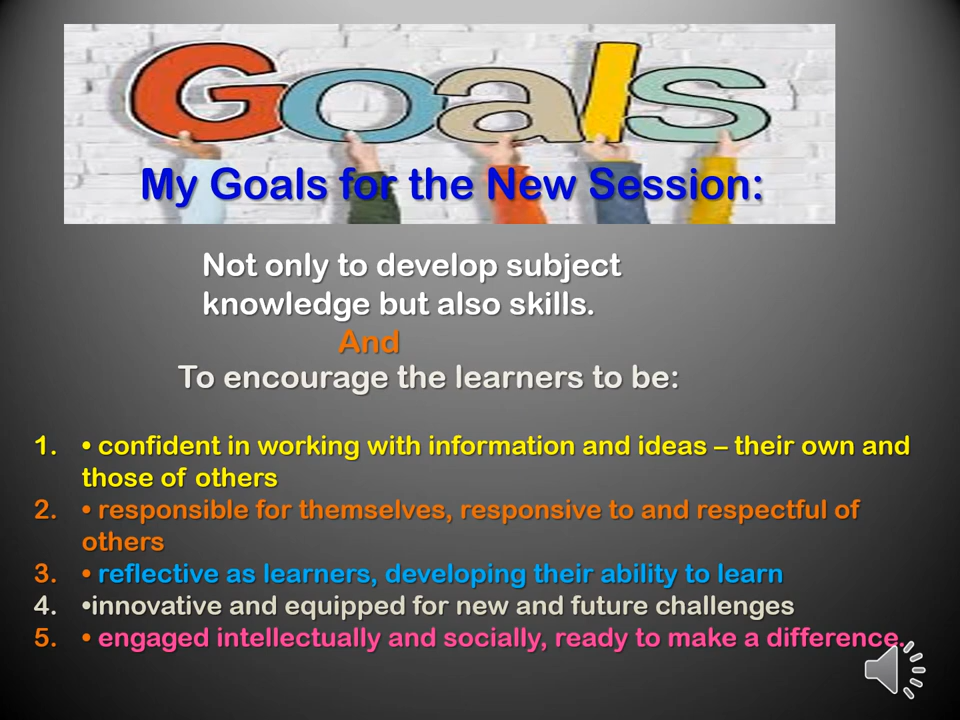 Goals
My Goals for the New Session:
Not only to develop subject
knowledge but also skills.
And
To encourage the learners to be:
1. • confident in working with information and ideas – their own and
those of others
2. • responsible for themselves, responsive to and respectful of
others
3. • reflective as learners, developing their ability to learn
4. •innovative and equipped for new and future challenges
5. • engaged intellectually and socially, ready to make a difference.